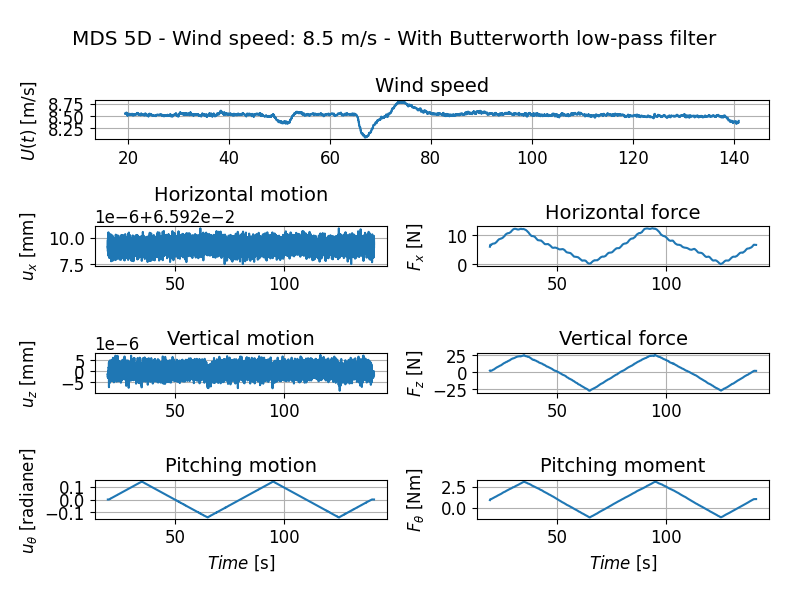 MDS 5D - Wind speed: 8.5 m/s - With Butterworth low-pass filter
Wind speed
U(t) [m/s]
8.75
8.50
8.25
20 40 60 80 100 120 140
Horizontal motion
1e-6+6.592e-2
u_x [mm]
10.0
7.5
50 100
Horizontal force
F_x [N]
10
0
50 100
Vertical motion
1e-6
u_z [mm]
5
0
−5
50 100
Vertical force
F_z [N]
25
0
−25
50 100
Pitching motion
u_θ [radianer]
0.1
0.0
−0.1
50 100
Time [s]
Pitching moment
F_θ [Nm]
2.5
0.0
50 100
Time [s]